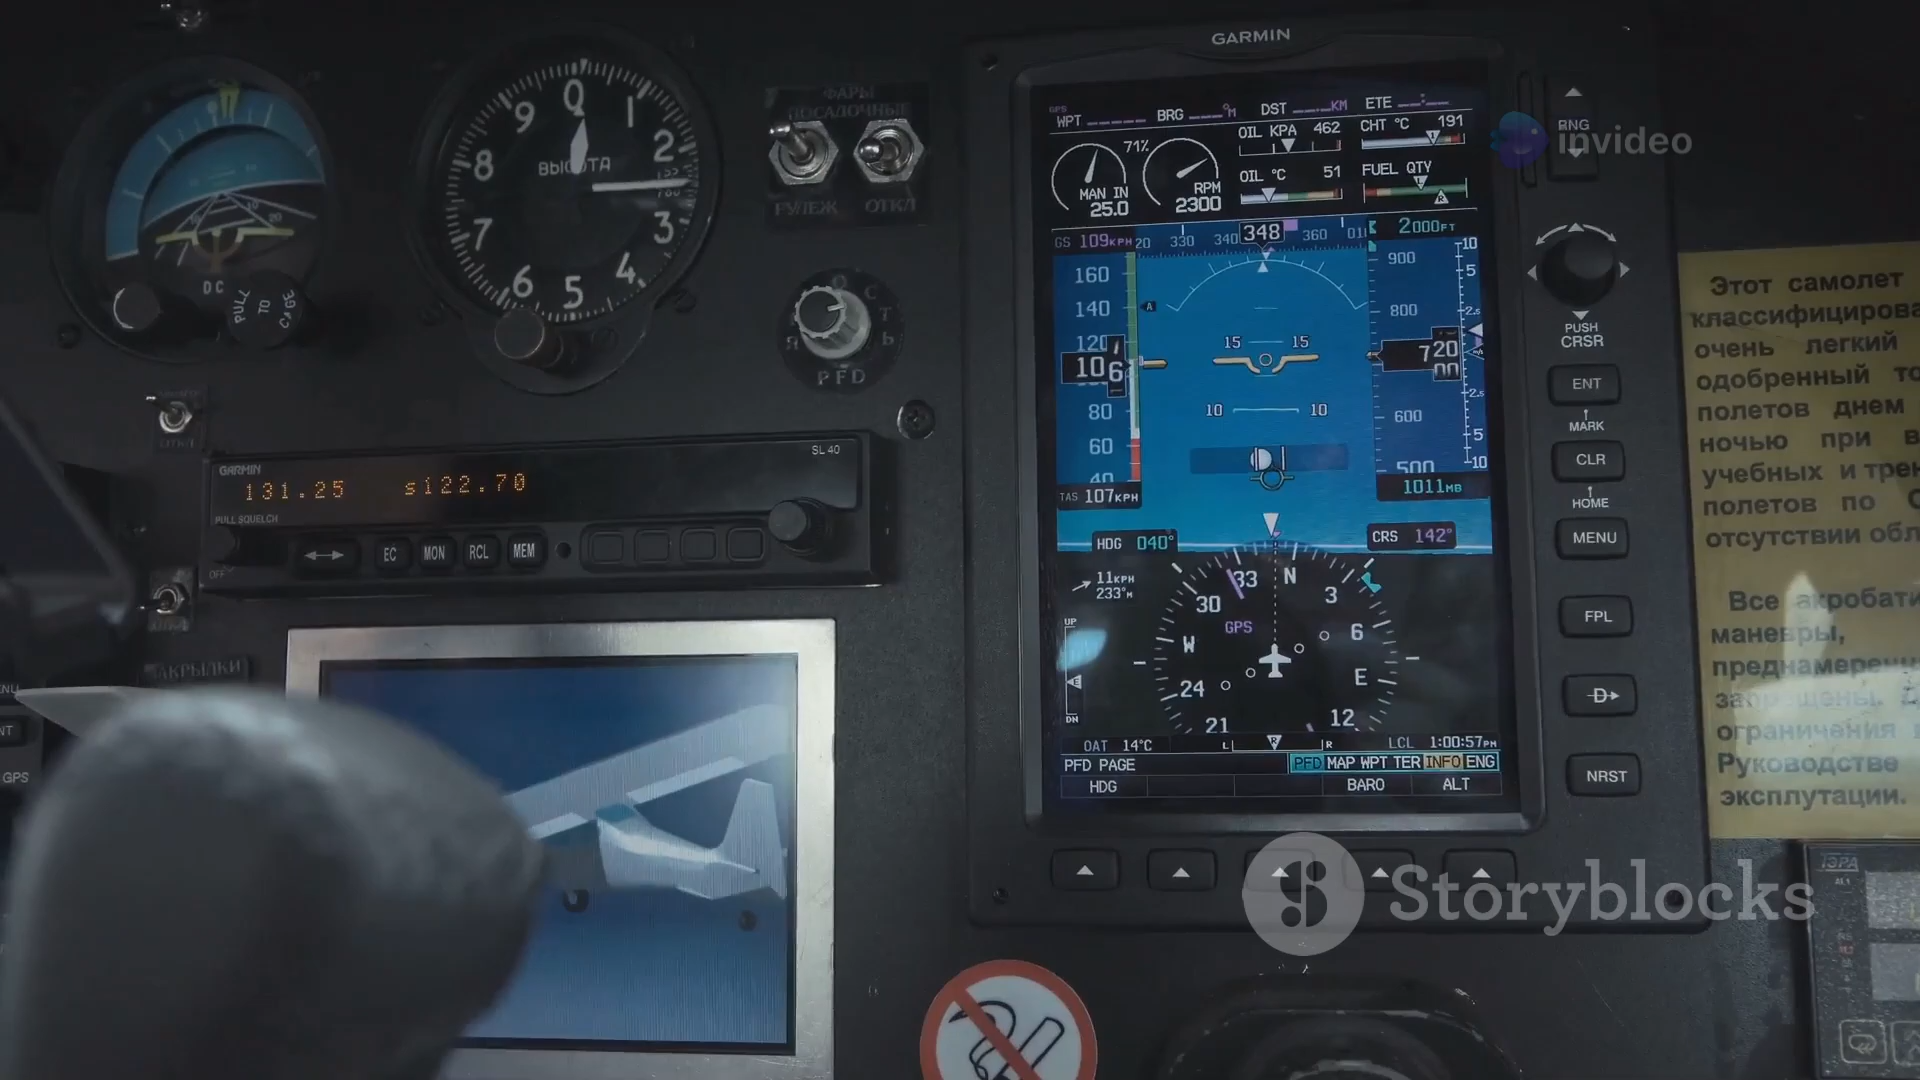 GARMIN
GPS
WPT
BRG
°M
DST
KM
ETE
71%
MAN IN
25.0
RPM
2300
OIL KPA 462
CHT °C 191
OIL °C 51
FUEL QTY
GS 109KPH
20 330 340 348 360 01
2000FT
160
140
120
106
80
60
40
TAS 107KPH
15 15
10 10
900
800
720
00
600
500
10
5
2.5
2.5
5
10
1011MB
HDG 040°
CRS 142°
11KPH
233°M
33 N 3 6 E 12 21 24 W 30
GPS
UP
DN
OAT 14°C
L R
LCL 1:00:57PM
PFD PAGE
PFD MAP WPT TER INFO ENG
HDG
BARO
ALT
RNG
PUSH
CRSR
ENT
MARK
CLR
HOME
MENU
FPL
D
NRST
invideo
Storyblocks
DC
PULL
TO
CAGE
0 1 2 3 4 5 6 7 8 9
ВЫСОТА
ФАРЫ
ПОСАДОЧНЫЕ
РУЛЕЖ
ОТКЛ
PFD
GARMIN
SL 40
131.25 s122.70
PULL SQUELCH
OFF
EC
MON
RCL
MEM
ЗАКРЫЛКИ
GPS
Этот самолет
классифицирова
очень легкий
одобренный
полетов днем
ночью при в
учебных и трен
полетов по
отсутствии обл
Все акробати
маневры,
преднамерен
запрещены.
ограничения
Руководстве
эксплутации.